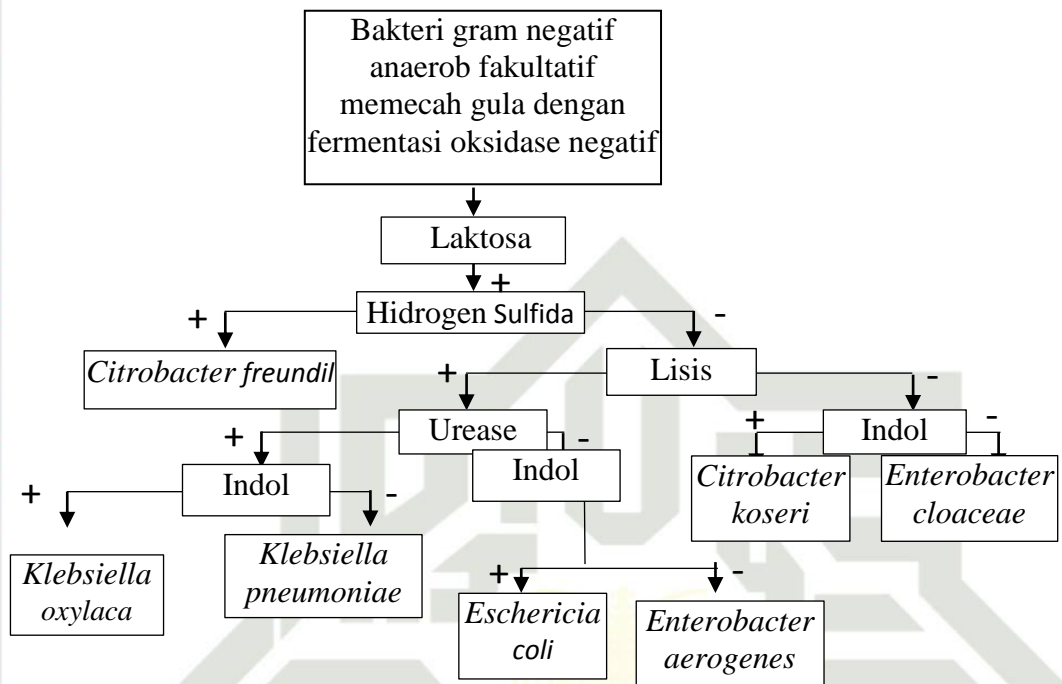 Bakteri gram negatif
anaerob fakultatif
memecah gula dengan
fermentasi oksidase negatif
Laktosa
+
Hidrogen Sulfida
+
-
Citrobacter freundil
Lisis
+
-
Urease
Indol
+
-
+
-
Indol
Indol
Citrobacter
koseri
Enterobacter
cloaceae
+
-
Klebsiella
oxylaca
Klebsiella
pneumoniae
+
-
Eschericia
coli
Enterobacter
aerogenes